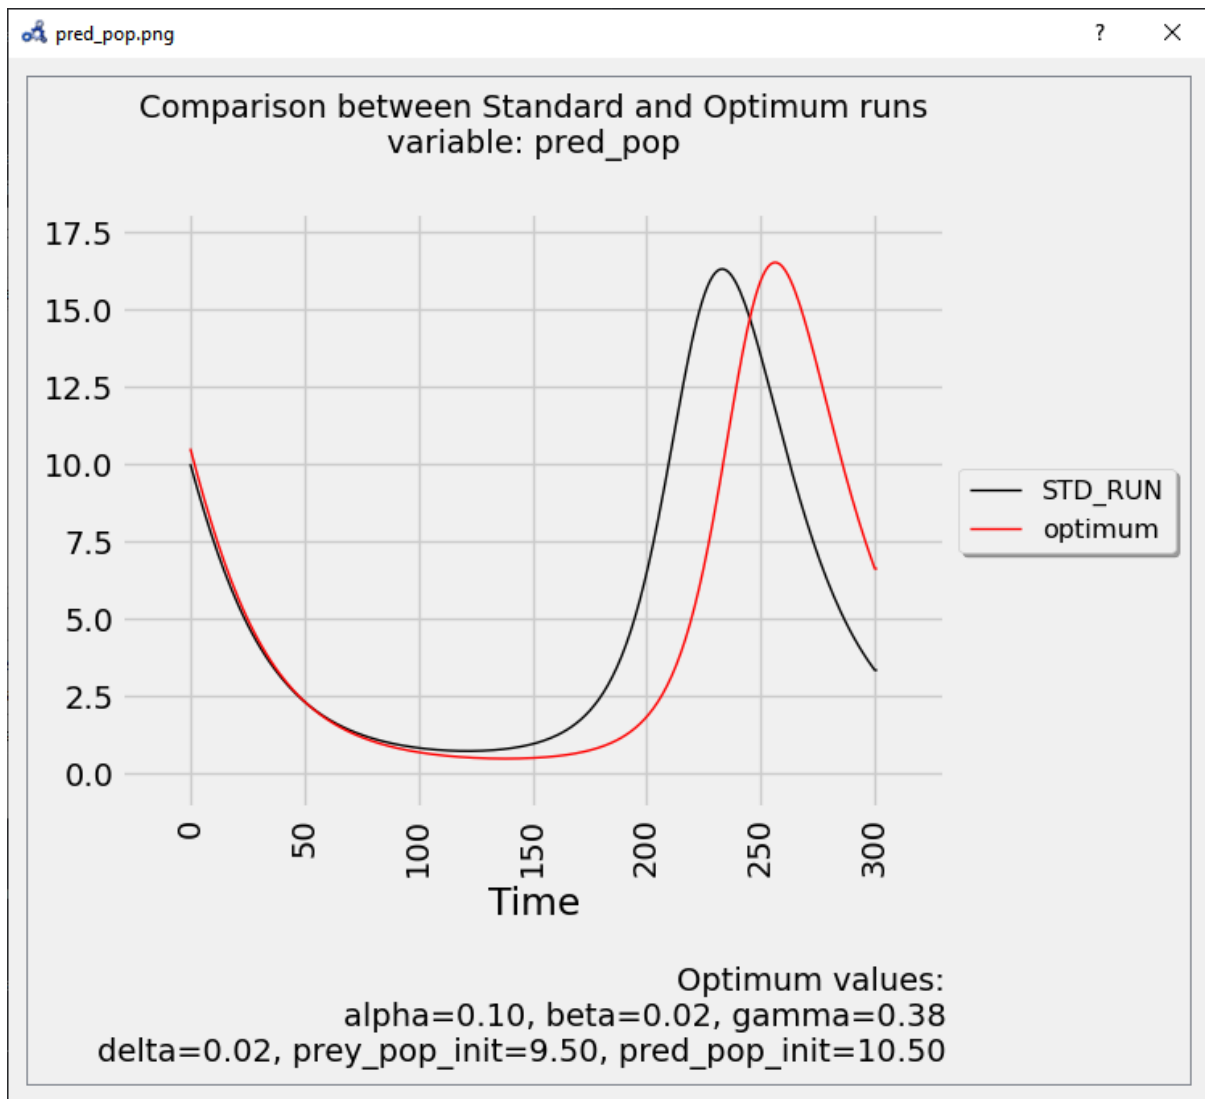 pred_pop.png
?
Comparison between Standard and Optimum runs
variable: pred_pop
17.5
15.0
12.5
10.0
7.5
5.0
2.5
0.0
0
50
100
150
200
250
300
Time
STD_RUN
optimum
Optimum values:
alpha=0.10, beta=0.02, gamma=0.38
delta=0.02, prey_pop_init=9.50, pred_pop_init=10.50